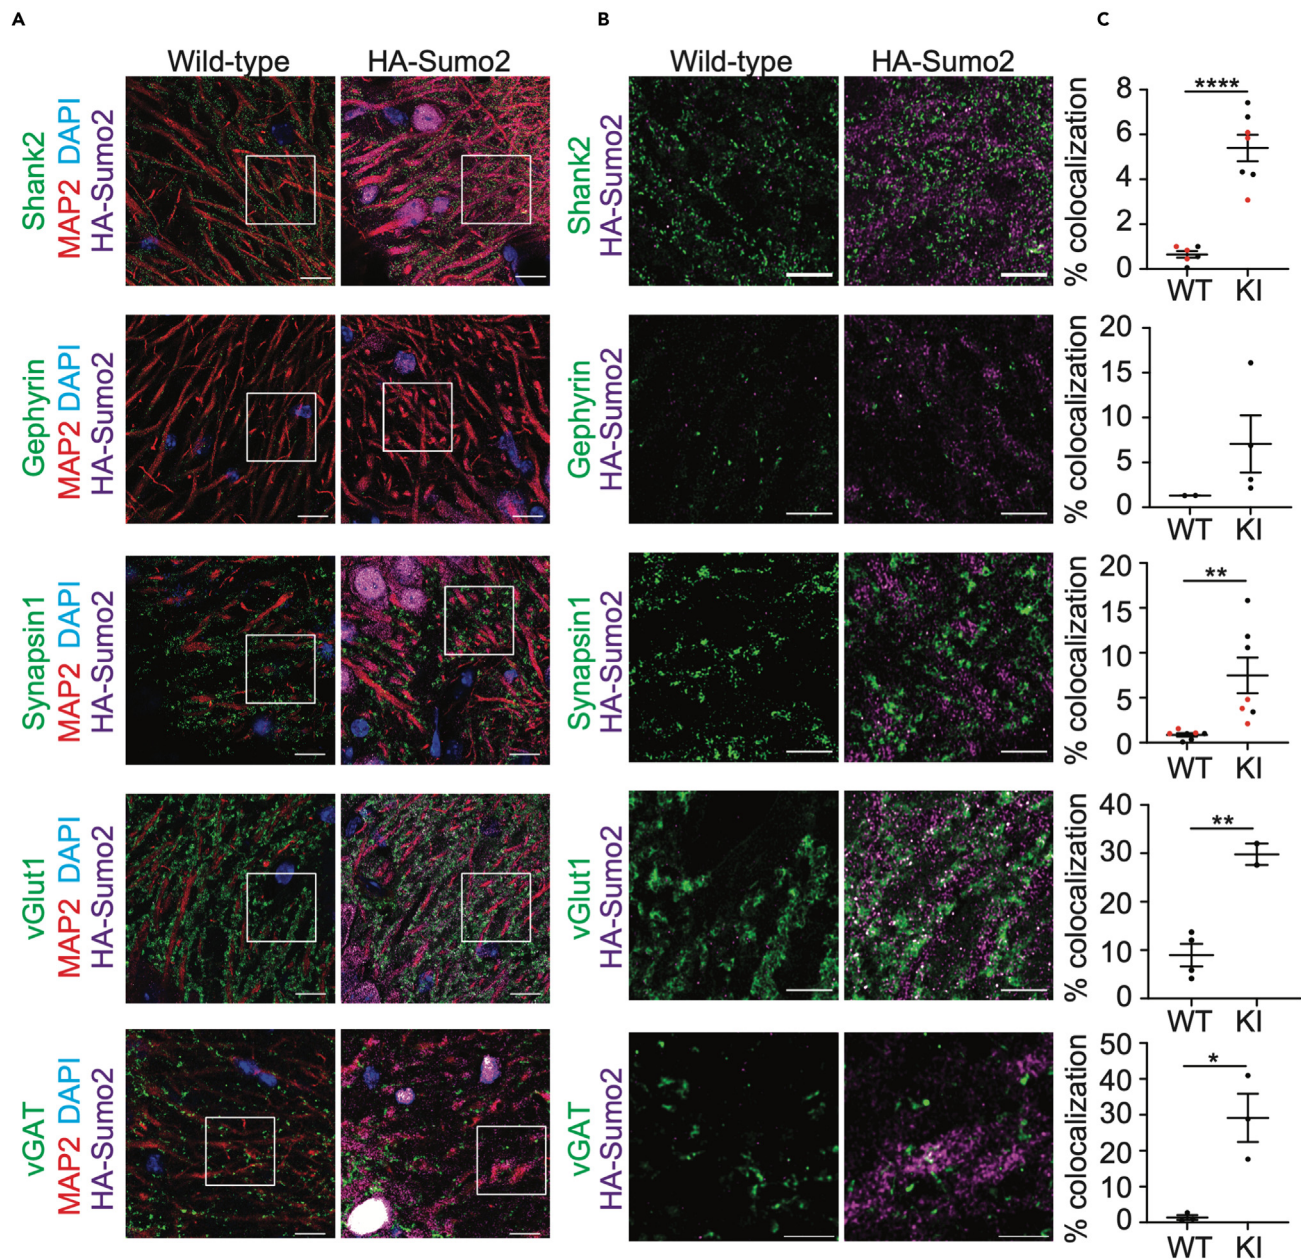 A
B
C
Wild-type
HA-Sumo2
Wild-type
HA-Sumo2
Shank2
MAP2 DAPI
HA-Sumo2
Shank2
HA-Sumo2
% colocalization
8
6
4
2
0
****
WT
KI
Gephyrin
MAP2 DAPI
HA-Sumo2
Gephyrin
HA-Sumo2
% colocalization
20
15
10
5
0
WT
KI
Synapsin1
MAP2 DAPI
HA-Sumo2
Synapsin1
HA-Sumo2
% colocalization
20
15
10
5
0
**
WT
KI
vGlut1
MAP2 DAPI
HA-Sumo2
vGlut1
HA-Sumo2
% colocalization
40
30
20
10
0
**
WT
KI
vGAT
MAP2 DAPI
HA-Sumo2
vGAT
HA-Sumo2
% colocalization
50
40
30
20
10
0
*
WT
KI